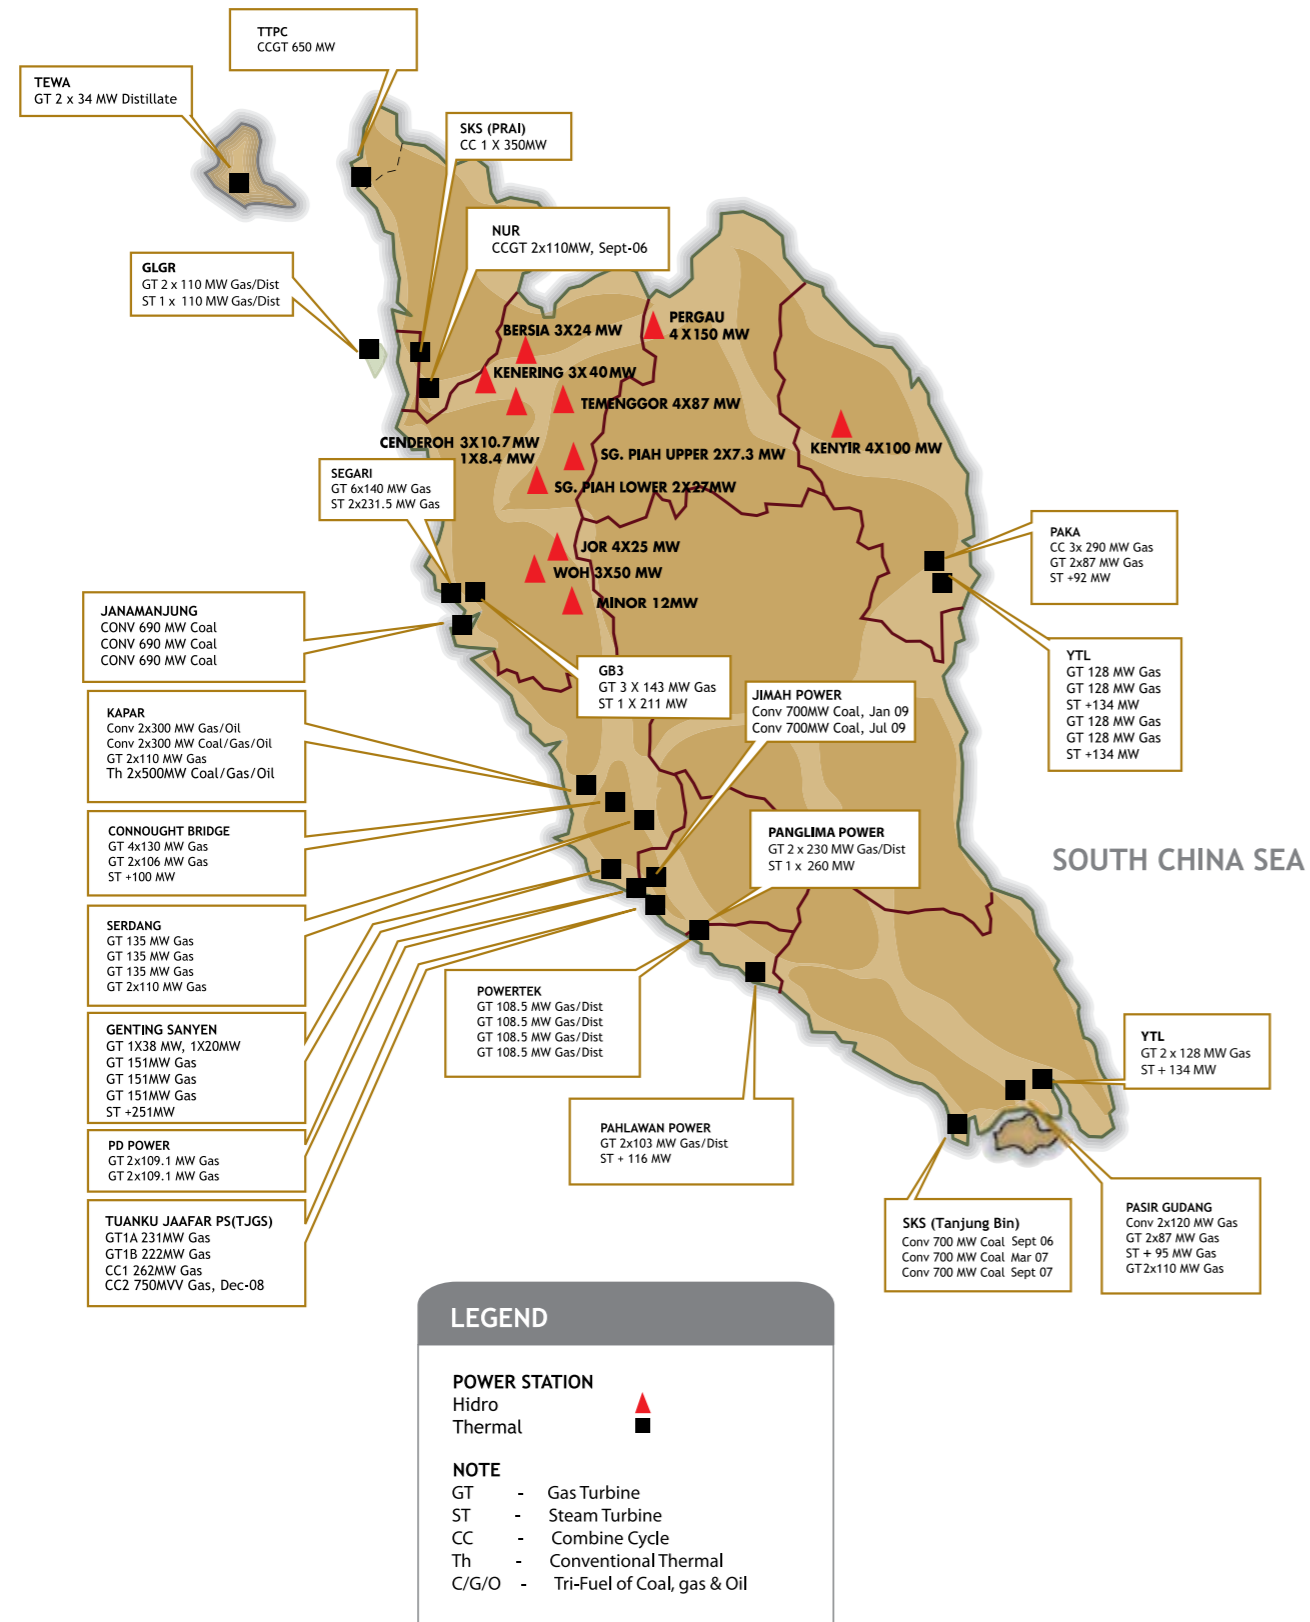 TTPC
CCGT 650 MW
TEWA
GT 2 x 34 MW Distillate
SKS (PRAI)
CC 1 X 350MW
NUR
CCGT 2x110MW, Sept-06
GLGR
GT 2 x 110 MW Gas/Dist
ST 1 x 110 MW Gas/Dist
PERGAU
4 X 150 MW
BERSIA 3X24 MW
KENERING 3X 40 MW
TEMENGGOR 4X87 MW
CENDEROH 3X10.7 MW
1X8.4 MW
KENYIR 4X100 MW
SG. PIAH UPPER 2X7.3 MW
SG. PIAH LOWER 2X27MW
SEGARI
GT 6x140 MW Gas
ST 2x231.5 MW Gas
JOR 4X25 MW
WOH 3X50 MW
MINOR 12MW
PAKA
CC 3x 290 MW Gas
GT 2x87 MW Gas
ST +92 MW
JANAMANJUNG
CONV 690 MW Coal
CONV 690 MW Coal
CONV 690 MW Coal
YTL
GT 128 MW Gas
GT 128 MW Gas
ST +134 MW
GT 128 MW Gas
GT 128 MW Gas
ST +134 MW
GB3
GT 3 X 143 MW Gas
ST 1 X 211 MW
JIMAH POWER
Conv 700MW Coal, Jan 09
Conv 700MW Coal, Jul 09
KAPAR
Conv 2x300 MW Gas/Oil
Conv 2x300 MW Coal/Gas/Oil
GT 2x110 MW Gas
Th 2x500MW Coal/Gas/Oil
CONNOUGHT BRIDGE
GT 4x130 MW Gas
GT 2x106 MW Gas
ST +100 MW
PANGLIMA POWER
GT 2 x 230 MW Gas/Dist
ST 1 x 260 MW
SOUTH CHINA SEA
SERDANG
GT 135 MW Gas
GT 135 MW Gas
GT 135 MW Gas
GT 2x110 MW Gas
POWERTEK
GT 108.5 MW Gas/Dist
GT 108.5 MW Gas/Dist
GT 108.5 MW Gas/Dist
GT 108.5 MW Gas/Dist
GENTING SANYEN
GT 1X38 MW, 1X20MW
GT 151MW Gas
GT 151MW Gas
GT 151MW Gas
ST +251MW
YTL
GT 2 x 128 MW Gas
ST + 134 MW
PAHLAWAN POWER
GT 2x103 MW Gas/Dist
ST + 116 MW
PD POWER
GT 2x109.1 MW Gas
GT 2x109.1 MW Gas
TUANKU JAAFAR PS(TJGS)
GT1A 231MW Gas
GT1B 222MW Gas
CC1 262MW Gas
CC2 750MVV Gas, Dec-08
SKS (Tanjung Bin)
Conv 700 MW Coal Sept 06
Conv 700 MW Coal Mar 07
Conv 700 MW Coal Sept 07
PASIR GUDANG
Conv 2x120 MW Gas
GT 2x87 MW Gas
ST + 95 MW Gas
GT 2x110 MW Gas
LEGEND
POWER STATION
Hidro
Thermal
NOTE
GT - Gas Turbine
ST - Steam Turbine
CC - Combine Cycle
Th - Conventional Thermal
C/G/O - Tri-Fuel of Coal, gas & Oil